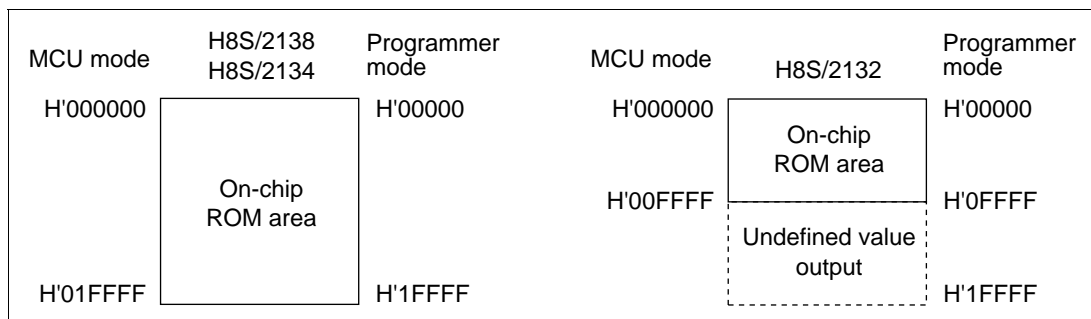 MCU mode
H8S/2138
H8S/2134
Programmer
mode
H'000000
H'00000
On-chip
ROM area
H'01FFFF
H'1FFFF
MCU mode
H8S/2132
Programmer
mode
H'000000
H'00000
On-chip
ROM area
H'00FFFF
H'0FFFF
Undefined value
output
H'1FFFF